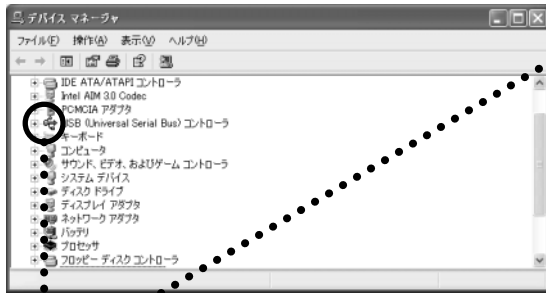 デバイス マネージャ
ファイル(F) 操作(A) 表示(V) ヘルプ(H)
IDE ATA/ATAPI コントローラ
Intel AIM 3.0 Codec
PCMCIA アダプタ
USB (Universal Serial Bus) コントローラ
キーボード
コンピュータ
サウンド、ビデオ、およびゲーム コントローラ
システム デバイス
ディスク ドライブ
ディスプレイ アダプタ
ネットワーク アダプタ
バッテリ
プロセッサ
フロッピー ディスク コントローラ